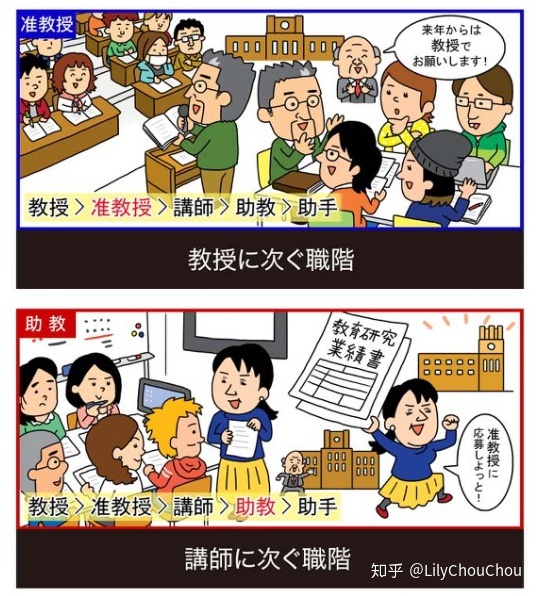 准教授
来年からは
教授で
お願いします!
教授 > 准教授 > 講師 > 助教 > 助手
教授に次ぐ職階
助教
教育研究
業績書
准教授に
応募しよっと!
教授 > 准教授 > 講師 > 助教 > 助手
講師に次ぐ職階
知乎 @LilyChouChou